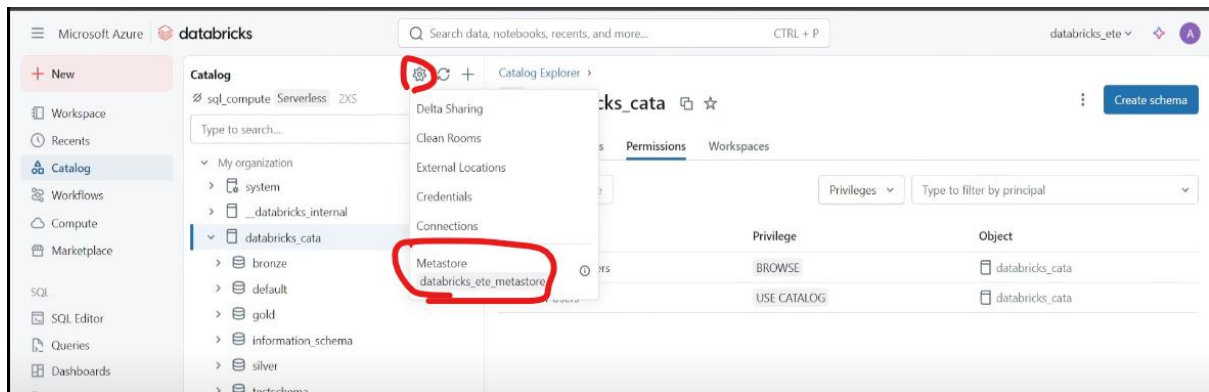 Microsoft Azure databricks
Search data, notebooks, recents, and more... CTRL + P
databricks_ete
A
New
Workspace
Recents
Catalog
Workflows
Compute
Marketplace
SQL
SQL Editor
Queries
Dashboards
Catalog
sql_compute Serverless 2XS
Type to search...
My organization
system
__databricks_internal
databricks_cata
bronze
default
gold
information_schema
silver
testschema
Delta Sharing
Clean Rooms
External Locations
Credentials
Connections
Metastore
databricks_ete_metastore
Catalog Explorer >
cks_cata
Create schema
s Permissions Workspaces
Privileges Type to filter by principal
Privilege Object
ers BROWSE databricks_cata
USE CATALOG databricks_cata